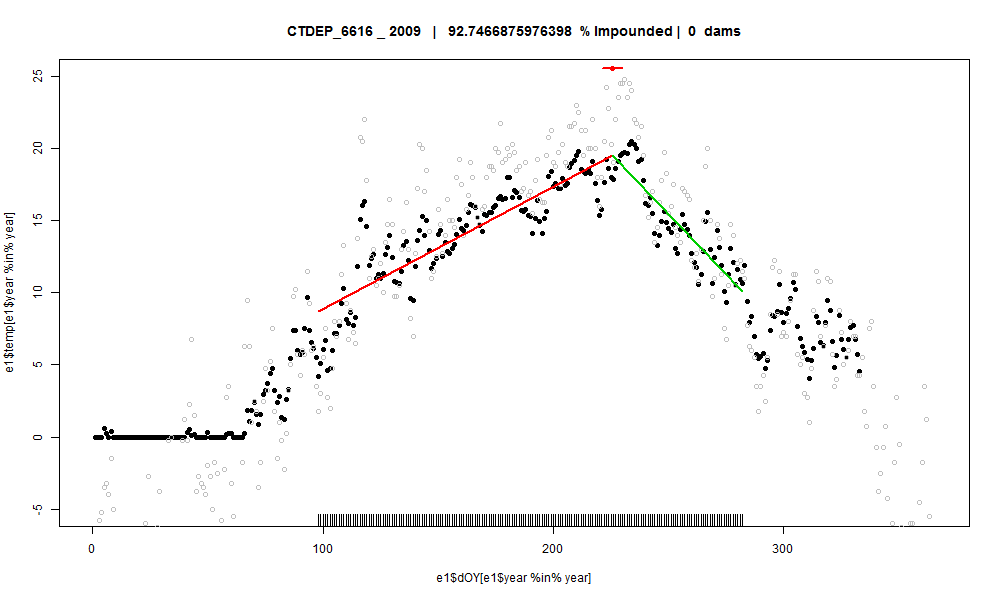 CTDEP_6616 _ 2009 | 92.7466875976398 % Impounded | 0 dams
25
20
15
10
5
0
-5
e1$temp[e1$year %in% year]
0 100 200 300
e1$dOY[e1$year %in% year]